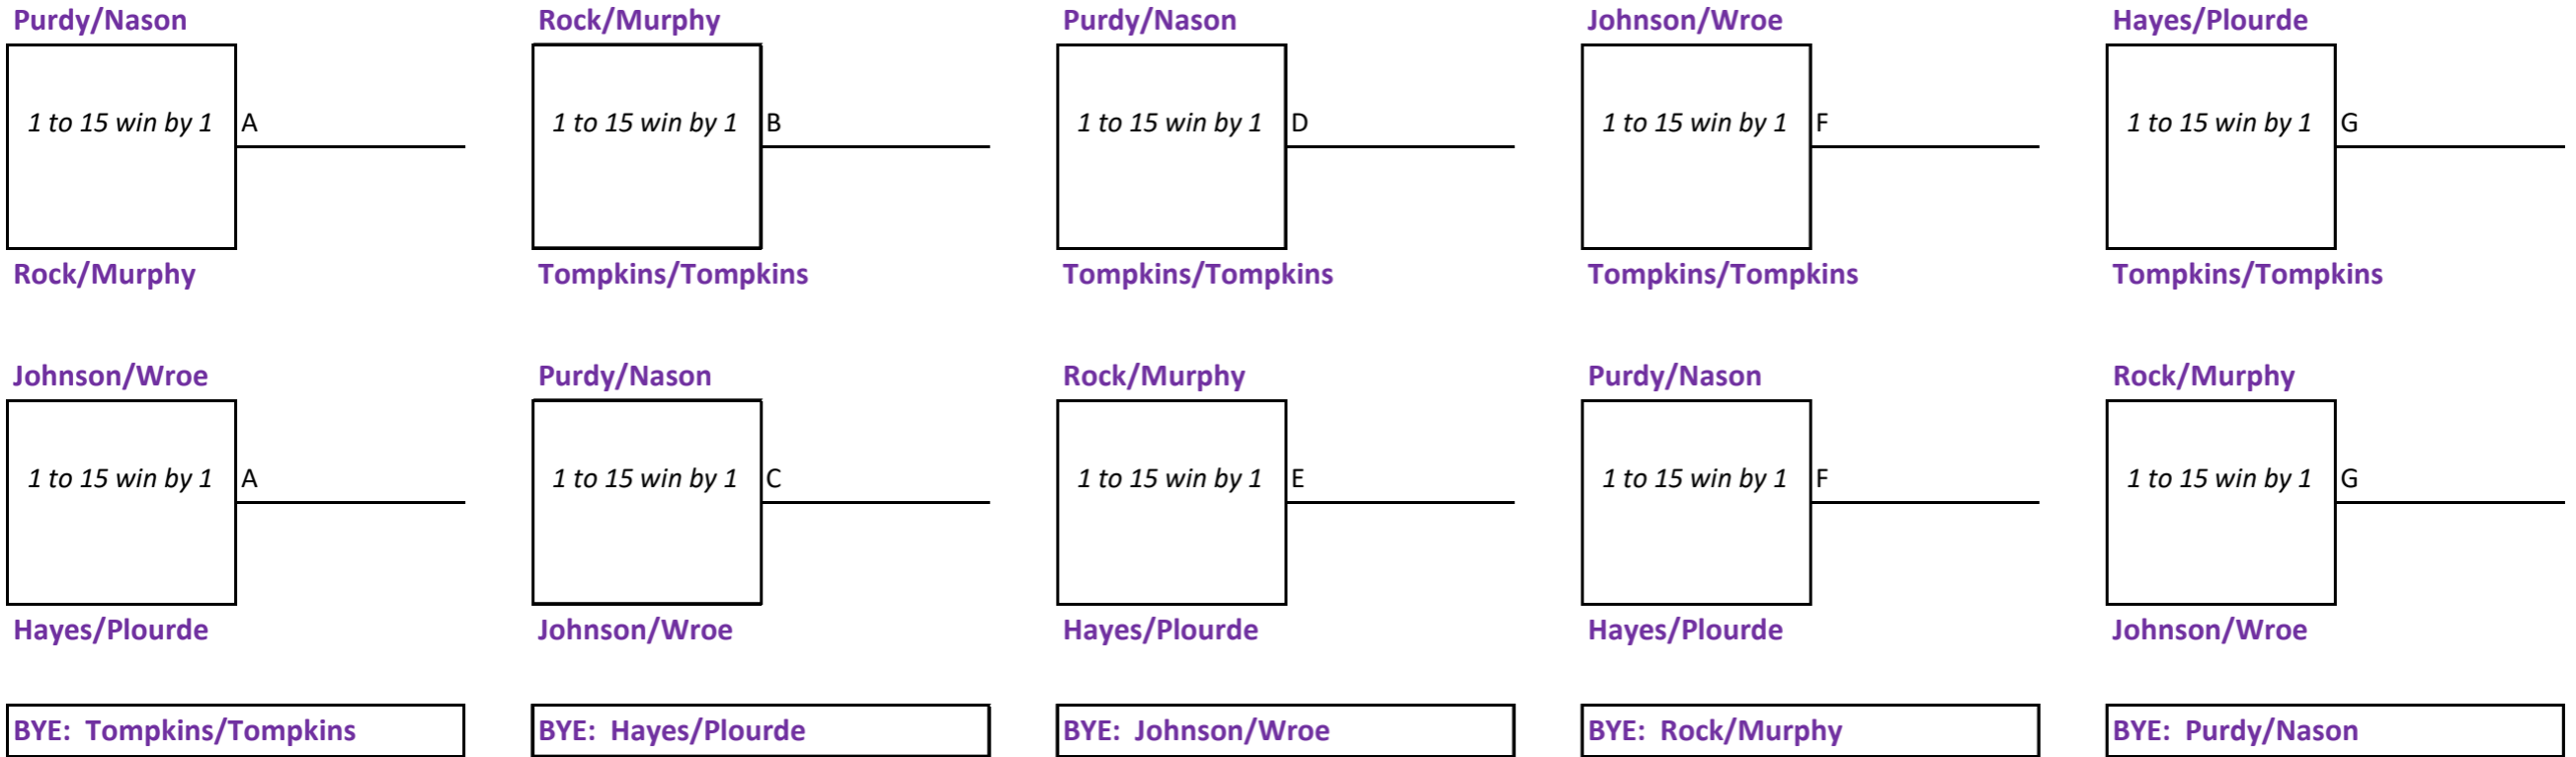 Purdy/Nason
1 to 15 win by 1
A
Rock/Murphy
Rock/Murphy
1 to 15 win by 1
B
Tompkins/Tompkins
Purdy/Nason
1 to 15 win by 1
D
Tompkins/Tompkins
Johnson/Wroe
1 to 15 win by 1
F
Tompkins/Tompkins
Hayes/Plourde
1 to 15 win by 1
G
Tompkins/Tompkins
Johnson/Wroe
1 to 15 win by 1
A
Hayes/Plourde
Purdy/Nason
1 to 15 win by 1
C
Johnson/Wroe
Rock/Murphy
1 to 15 win by 1
E
Hayes/Plourde
Purdy/Nason
1 to 15 win by 1
F
Hayes/Plourde
Rock/Murphy
1 to 15 win by 1
G
Johnson/Wroe
BYE: Tompkins/Tompkins
BYE: Hayes/Plourde
BYE: Johnson/Wroe
BYE: Rock/Murphy
BYE: Purdy/Nason